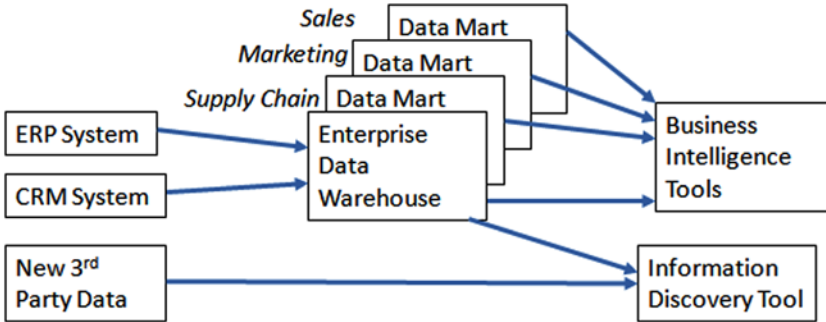 Sales
Data Mart
Marketing
Data Mart
Supply Chain
Data Mart
ERP System
Enterprise
Data
Warehouse
CRM System
Business
Intelligence
Tools
New 3rd
Party Data
Information
Discovery Tool